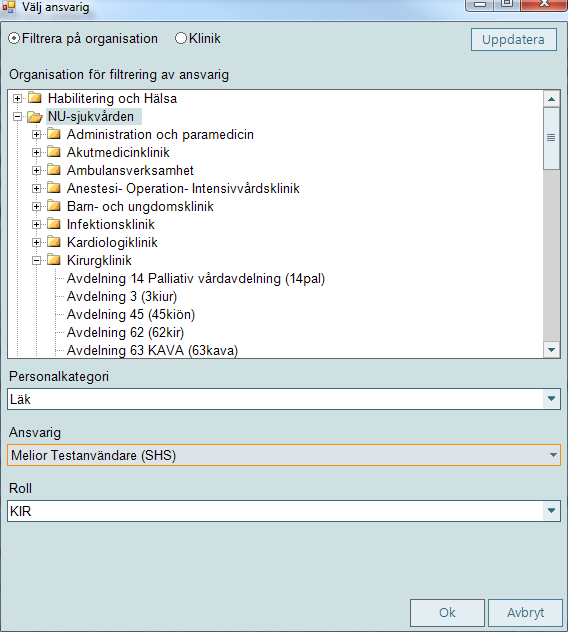 Välj ansvarig
Filtrera på organisation Klinik Uppdatera
Organisation för filtrering av ansvarig
Habilitering och Hälsa
NU-sjukvården
Administration och paramedicin
Akutmedicinklinik
Ambulansverksamhet
Anestesi- Operation- Intensivvårdsklinik
Barn- och ungdomsklinik
Infektionsklinik
Kardiologiklinik
Kirurgklinik
Avdelning 14 Palliativ vårdavdelning (14pal)
Avdelning 3 (3kiur)
Avdelning 45 (45kiön)
Avdelning 62 (62kir)
Avdelning 63 KAVA (63kava)
Personalkategori
Läk
Ansvarig
Melior Testanvändare (SHS)
Roll
KIR
Ok Avbryt